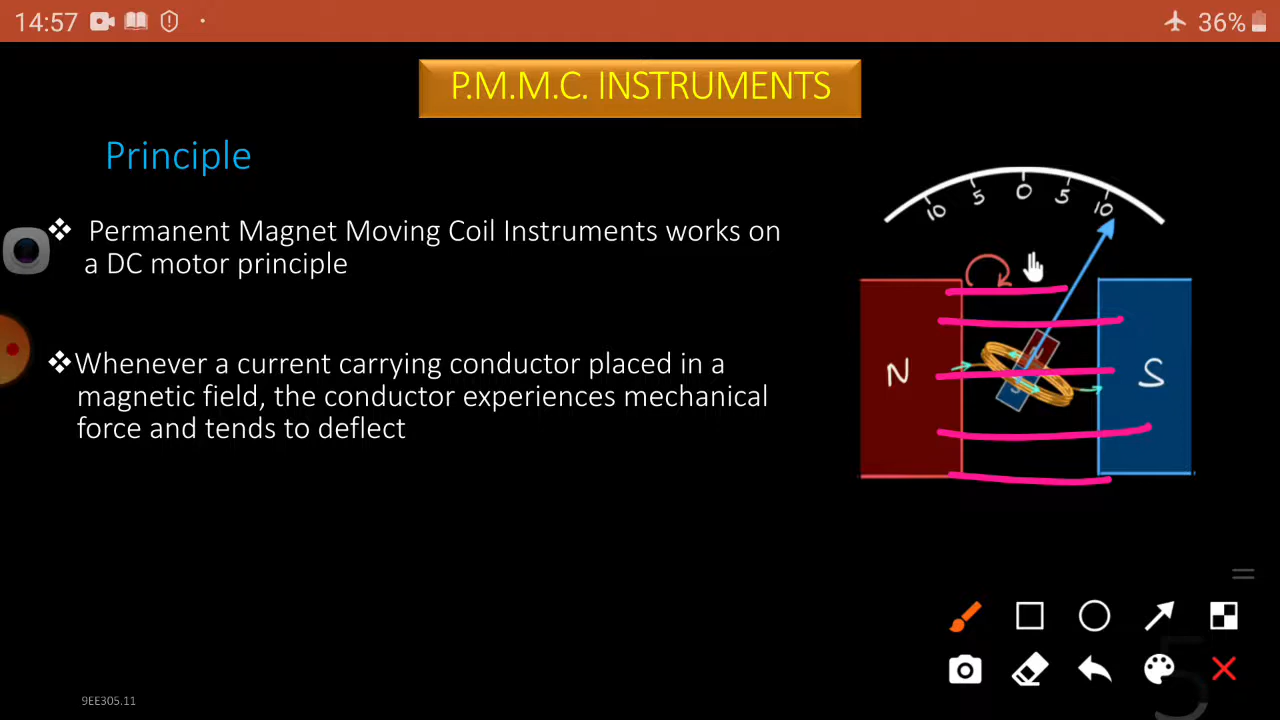 14:57
36%
P.M.M.C. INSTRUMENTS
Principle
Permanent Magnet Moving Coil Instruments works on
a DC motor principle
Whenever a current carrying conductor placed in a
magnetic field, the conductor experiences mechanical
force and tends to deflect
10 5 0 5 10
N S
9EE305.11
5